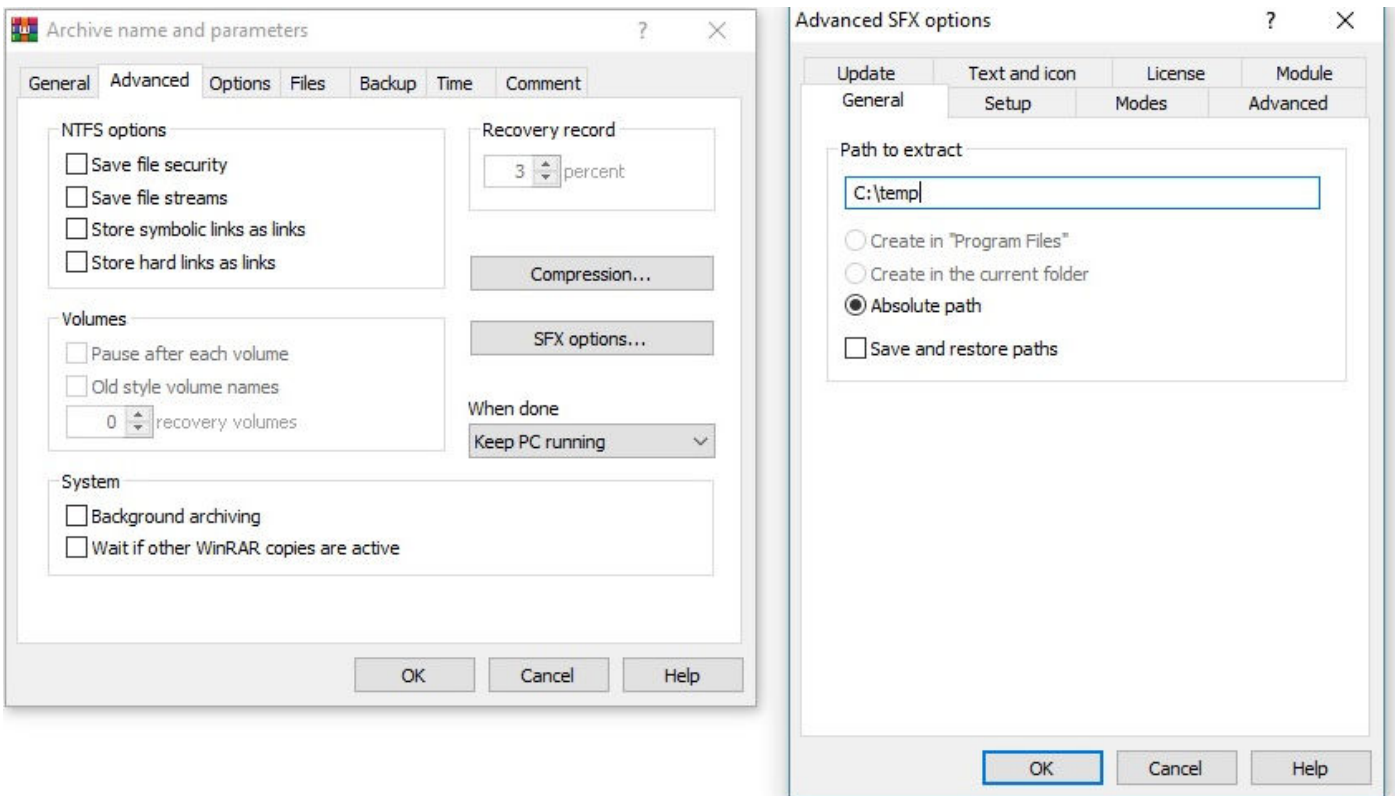 Archive name and parameters
General Advanced Options Files Backup Time Comment
NTFS options
Save file security
Save file streams
Store symbolic links as links
Store hard links as links
Recovery record
3 percent
Compression...
SFX options...
Volumes
Pause after each volume
Old style volume names
0 recovery volumes
When done
Keep PC running
System
Background archiving
Wait if other WinRAR copies are active
OK Cancel Help
Advanced SFX options ?
Update Text and icon License Module
General Setup Modes Advanced
Path to extract
C:\temp
Create in "Program Files"
Create in the current folder
Absolute path
Save and restore paths
OK Cancel Help